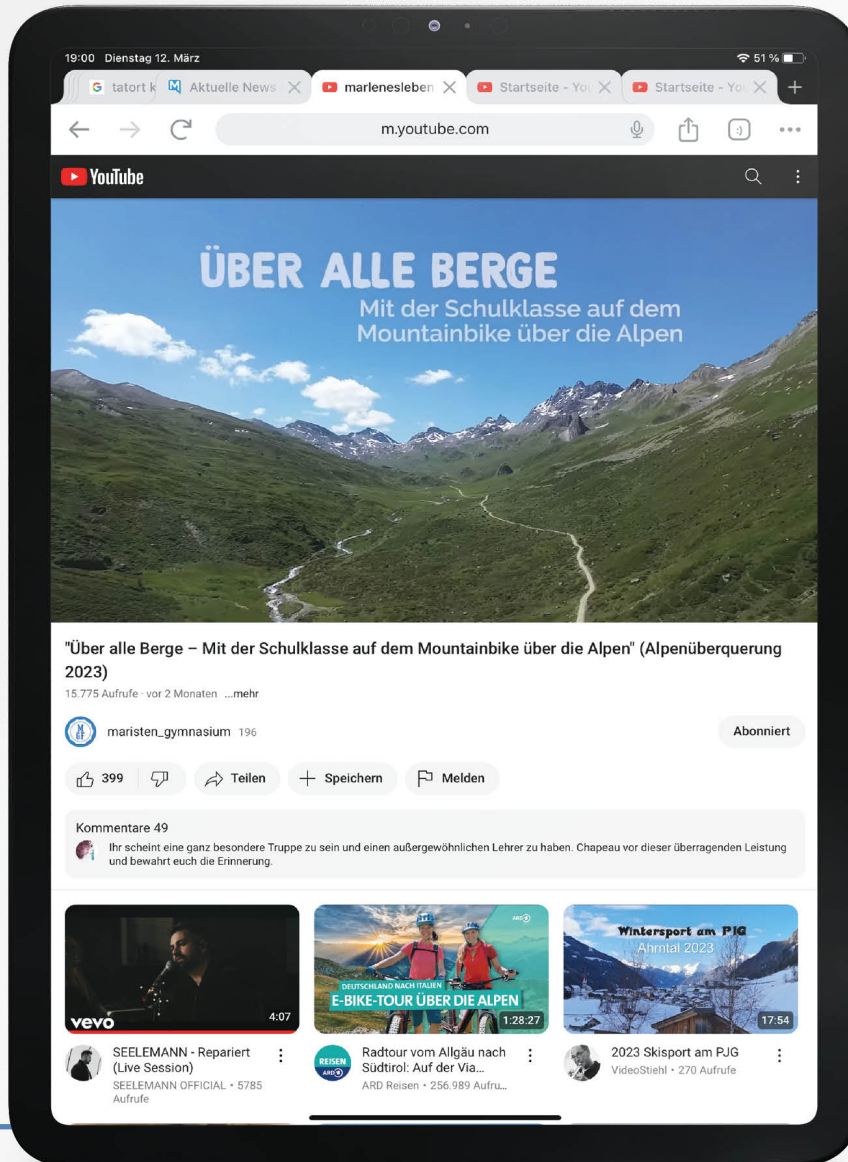 19:00 Dienstag 12. März
51 %
tatort k
Aktuelle News
marlenesleben
Startseite - You
Startseite - You
m.youtube.com
YouTube
ÜBER ALLE BERGE
Mit der Schulklasse auf dem
Mountainbike über die Alpen
"Über alle Berge – Mit der Schulklasse auf dem Mountainbike über die Alpen" (Alpenüberquerung
2023)
15.775 Aufrufe · vor 2 Monaten ...mehr
maristen_gymnasium 196
Abonniert
399
Teilen
Speichern
Melden
Kommentare 49
Ihr scheint eine ganz besondere Truppe zu sein und einen außergewöhnlichen Lehrer zu haben. Chapeau vor dieser überragenden Leistung
und bewahrt euch die Erinnerung.
vevo
4:07
SEELEMANN - Repariert
(Live Session)
SEELEMANN OFFICIAL • 5785
Aufrufe
ARD
DEUTSCHLAND NACH ITALIEN
E-BIKE-TOUR ÜBER DIE ALPEN
1:28:27
REISEN
ARD
Radtour vom Allgäu nach
Südtirol: Auf der Via...
ARD Reisen • 256.989 Aufru...
Wintersport am PJG
Ahrntal 2023
17:54
2023 Skisport am PJG
VideoStiehl • 270 Aufrufe